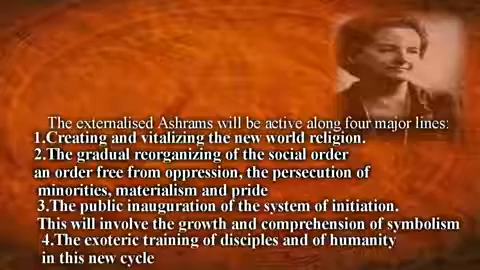 The externalised Ashrams will be active along four major lines:
1.Creating and vitalizing the new world religion.
2.The gradual reorganizing of the social order
an order free from oppression, the persecution of
minorities, materialism and pride
3.The public inauguration of the system of initiation.
This will involve the growth and comprehension of symbolism
4.The exoteric training of disciples and of humanity
in this new cycle